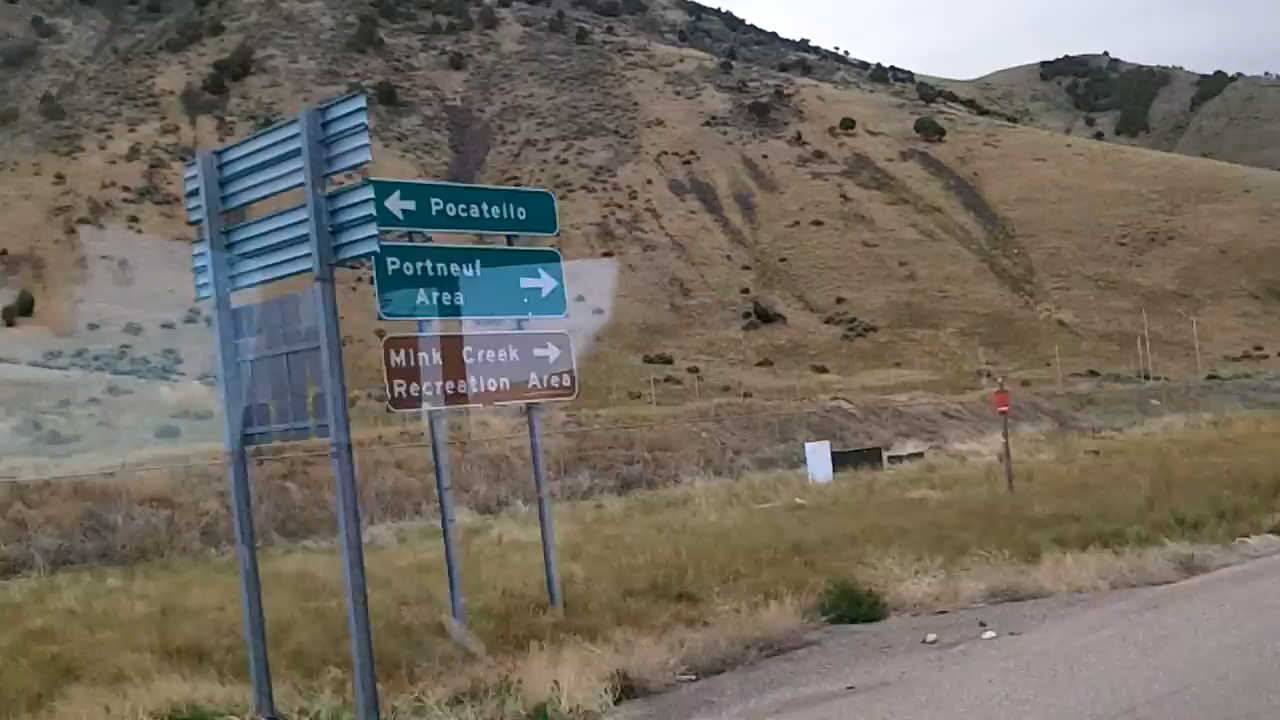 Pocatello
Portneuf
Area
Mink Creek
Recreation Area